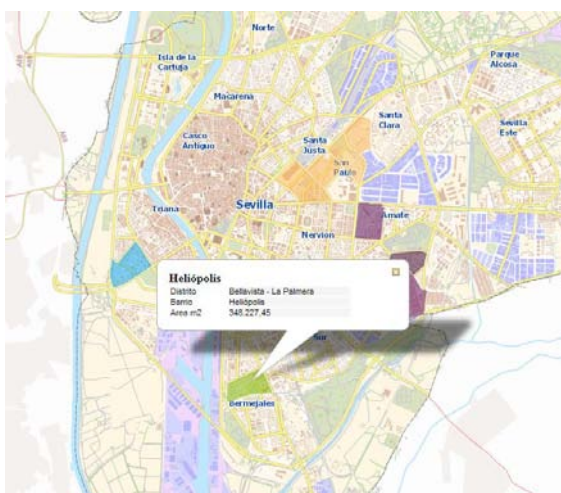 Norte
Isla de la
Cartuja
Parque
Alcosa
Macarena
Santa
Clara
Sevilla
Este
Casco
Antiguo
Santa
Justa
San
Pablo
Triana
Sevilla
Amate
Nervion
Heliópolis
Distrito Bellavista - La Palmera
Barrio Heliópolis
Area m2 348.227,45
Sur
Bermejales